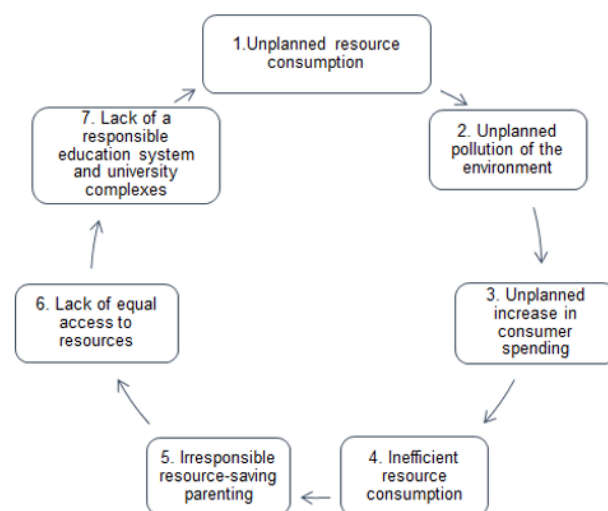 1.Unplanned resource
consumption
2. Unplanned
pollution of the
environment
3. Unplanned
increase in
consumer
spending
4. Inefficient
resource
consumption
5. Irresponsible
resource-saving
parenting
6. Lack of equal
access to
resources
7. Lack of a
responsible
education system
and university
complexes